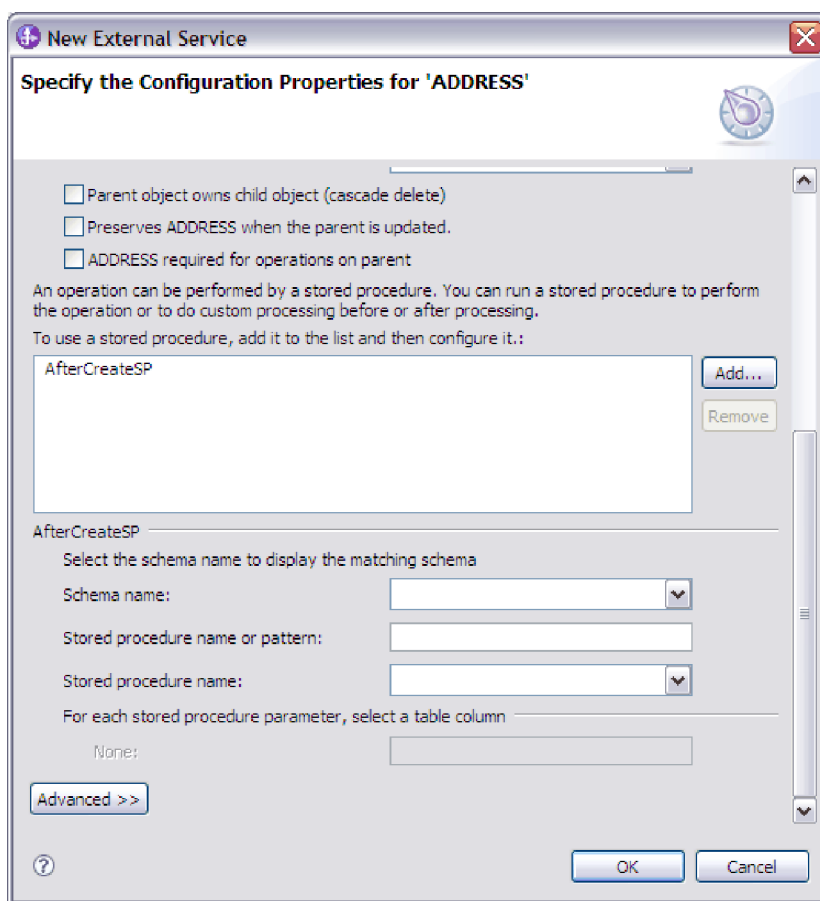 New External Service
Specify the Configuration Properties for 'ADDRESS'
Parent object owns child object (cascade delete)
Preserves ADDRESS when the parent is updated.
ADDRESS required for operations on parent
An operation can be performed by a stored procedure. You can run a stored procedure to perform
the operation or to do custom processing before or after processing.
To use a stored procedure, add it to the list and then configure it.:
AfterCreateSP
Add...
Remove
AfterCreateSP
Select the schema name to display the matching schema
Schema name:
Stored procedure name or pattern:
Stored procedure name:
For each stored procedure parameter, select a table column
None:
Advanced >>
?
OK
Cancel